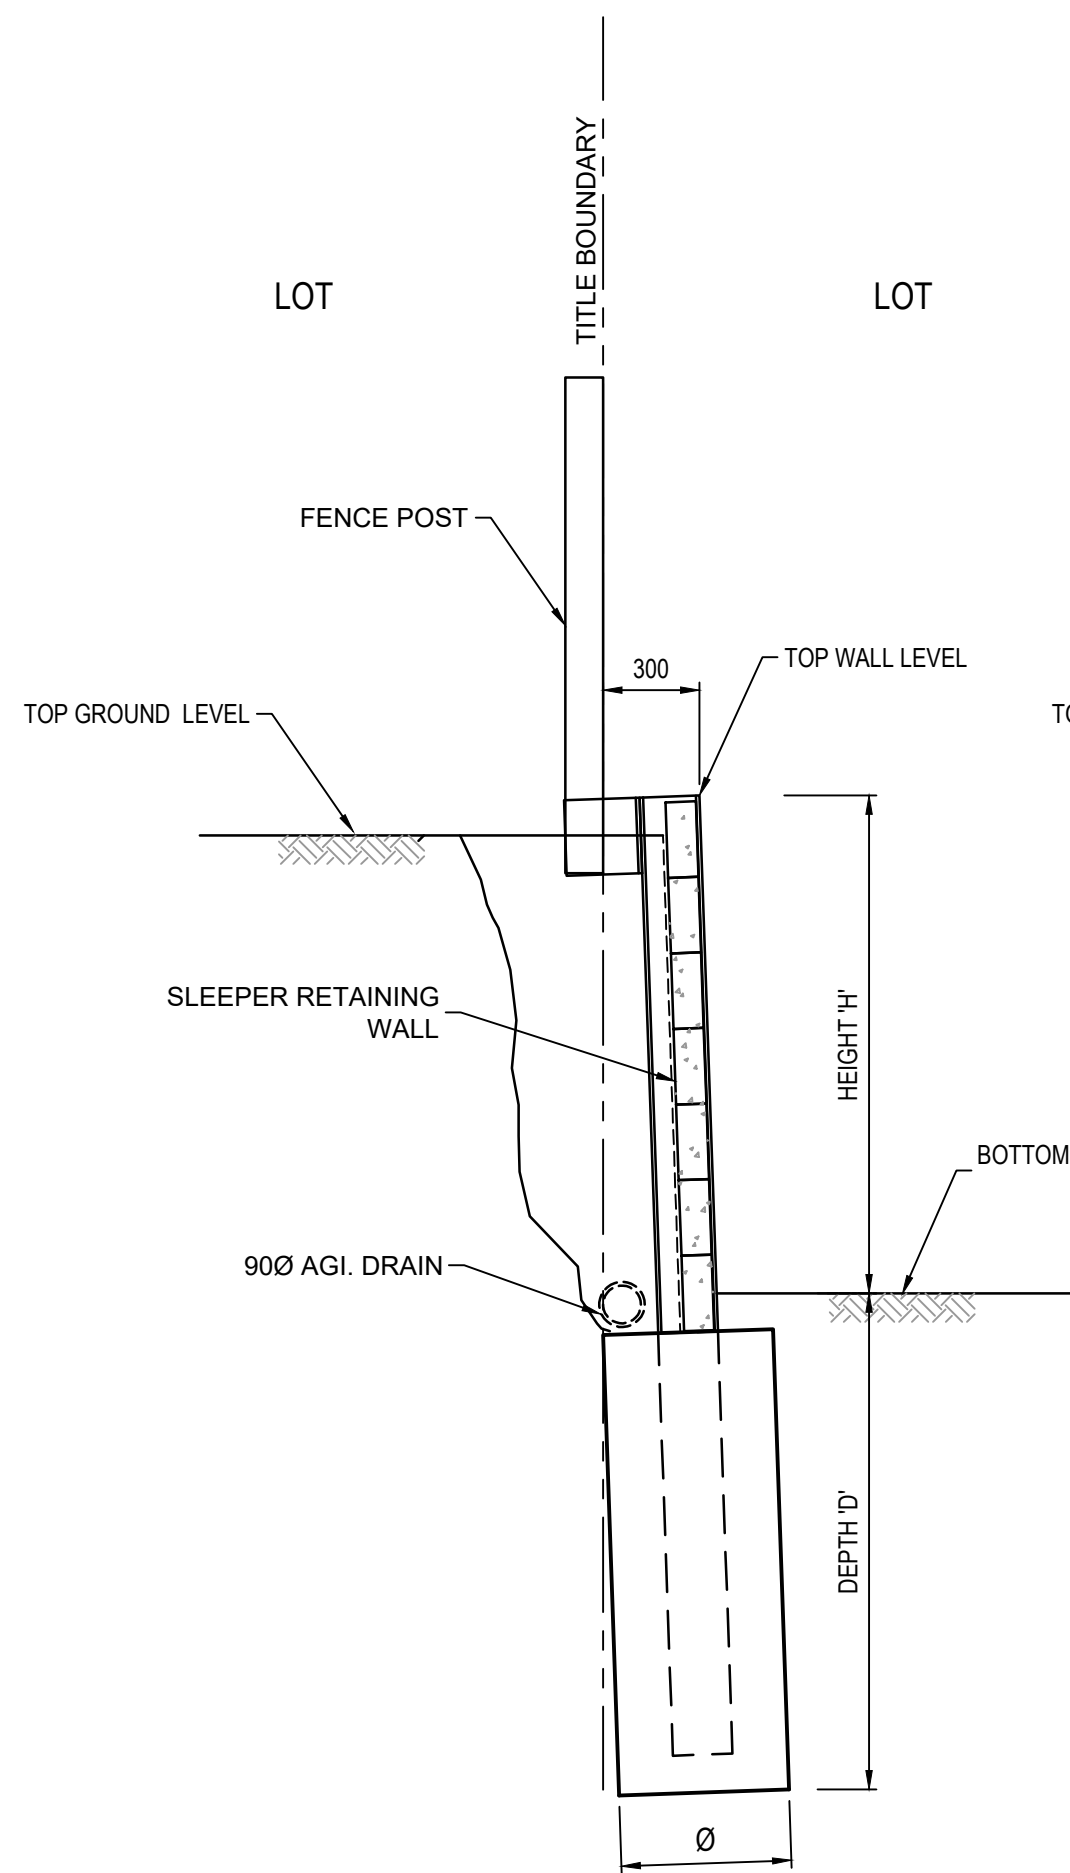 TITLE BOUNDARY
LOT
LOT
FENCE POST
300
TOP WALL LEVEL
TOP GROUND LEVEL
SLEEPER RETAINING
WALL
HEIGHT 'H'
BOTTOM
90Ø AGI. DRAIN
DEPTH 'D'
Ø